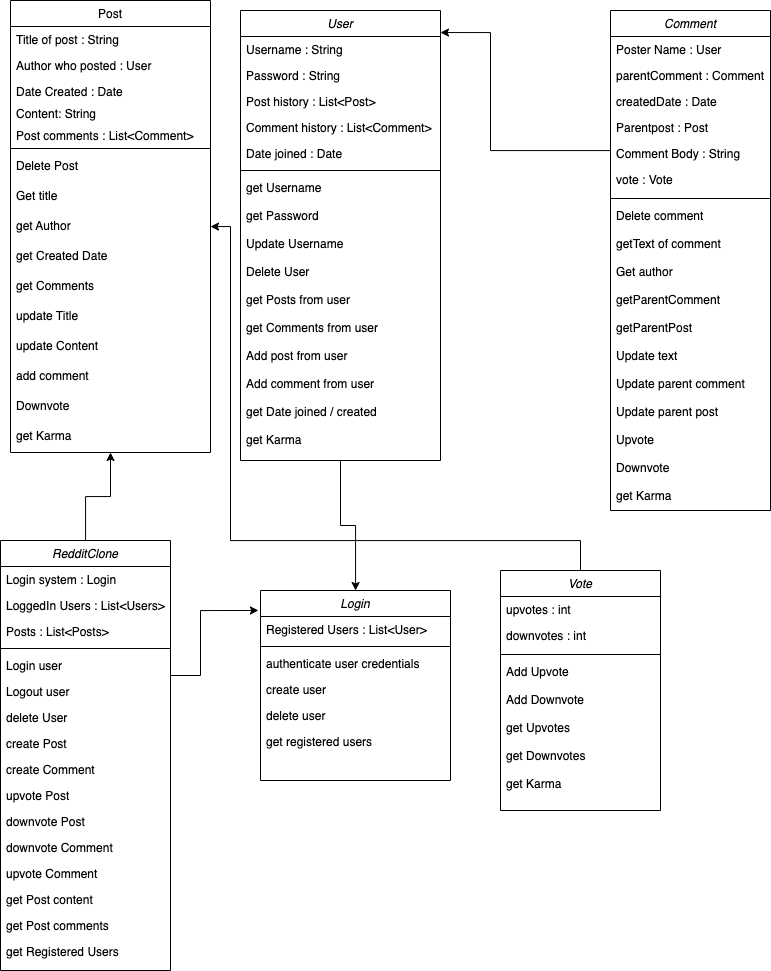 Post
Title of post : String
Author who posted : User
Date Created : Date
Content: String
Post comments : List<Comment>
Delete Post
Get title
get Author
get Created Date
get Comments
update Title
update Content
add comment
Downvote
get Karma
User
Username : String
Password : String
Post history : List<Post>
Comment history : List<Comment>
Date joined : Date
get Username
get Password
Update Username
Delete User
get Posts from user
get Comments from user
Add post from user
Add comment from user
get Date joined / created
get Karma
Comment
Poster Name : User
parentComment : Comment
createdDate : Date
Parentpost : Post
Comment Body : String
vote : Vote
Delete comment
getText of comment
Get author
getParentComment
getParentPost
Update text
Update parent comment
Update parent post
Upvote
Downvote
get Karma
RedditClone
Login system : Login
LoggedIn Users : List<Users>
Posts : List<Posts>
Login user
Logout user
delete User
create Post
create Comment
upvote Post
downvote Post
downvote Comment
upvote Comment
get Post content
get Post comments
get Registered Users
Login
Registered Users : List<User>
authenticate user credentials
create user
delete user
get registered users
Vote
upvotes : int
downvotes : int
Add Upvote
Add Downvote
get Upvotes
get Downvotes
get Karma